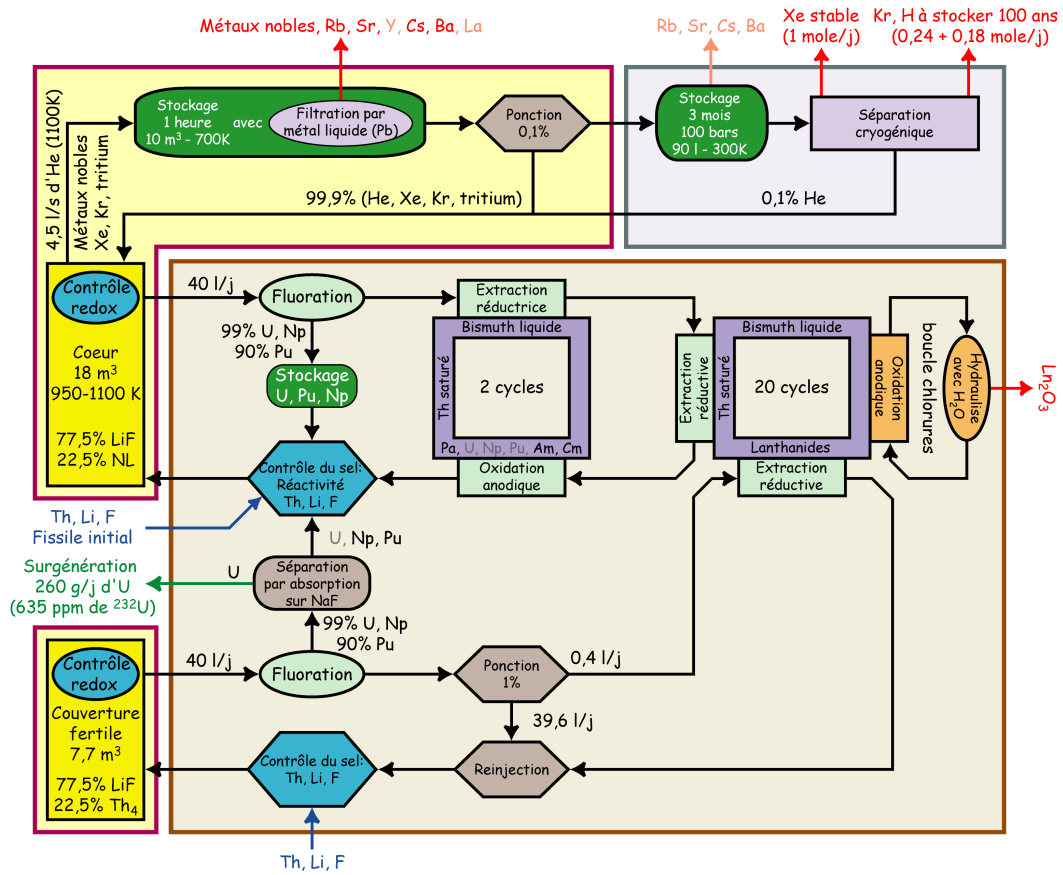 Métaux nobles, Rb, Sr, Y, Cs, Ba, La
Rb, Sr, Cs, Ba
Xe stable
(1 mole/j)
Kr, H à stocker 100 ans
(0,24 + 0,18 mole/j)
4,5 l/s d'He (1100K)
Métaux nobles
Xe, Kr, tritium
Stockage
1 heure
10 m³ - 700K
avec
Filtration par
métal liquide (Pb)
Ponction
0,1%
Stockage
3 mois
100 bars
90 l - 300K
Séparation
cryogénique
99,9% (He, Xe, Kr, tritium)
0,1% He
Contrôle
redox
Coeur
18 m³
950-1100 K
77,5% LiF
22,5% NL
40 l/j
Fluoration
99% U, Np
90% Pu
Stockage
U, Pu, Np
Contrôle du sel:
Réactivité
Th, Li, F
Extraction
réductrice
Bismuth liquide
Th saturé
2 cycles
Pa, U, Np, Pu, Am, Cm
Oxidation
anodique
Extraction
réductive
Bismuth liquide
Th saturé
20 cycles
Lanthanides
Extraction
réductive
Oxidation
anodique
boucle chlorures
Hydraulise
avec H₂O
Ln₂O₃
Th, Li, F
Fissile initial
U, Np, Pu
Surgénération
260 g/j d'U
(635 ppm de ²³²U)
U
Séparation
par absorption
sur NaF
99% U, Np
90% Pu
Contrôle
redox
Couverture
fertile
7,7 m³
77,5% LiF
22,5% Th₄
40 l/j
Fluoration
Ponction
1%
0,4 l/j
39,6 l/j
Contrôle du sel:
Th, Li, F
Reinjection
Th, Li, F